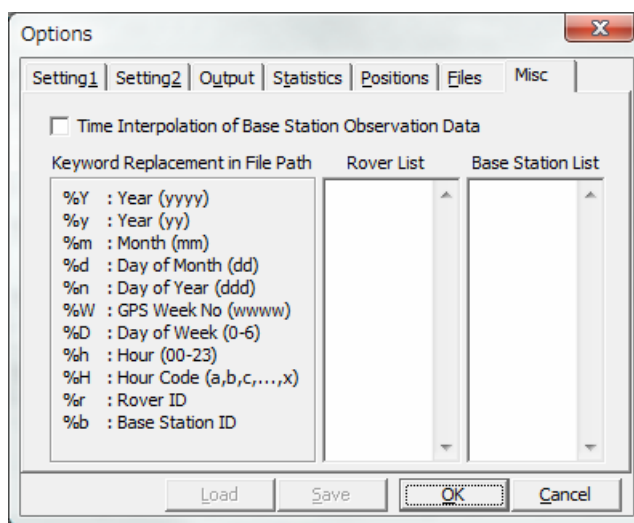 Options
Setting1 Setting2 Output Statistics Positions Files Misc
Time Interpolation of Base Station Observation Data
Keyword Replacement in File Path Rover List Base Station List
%Y : Year (yyyy)
%y : Year (yy)
%m : Month (mm)
%d : Day of Month (dd)
%n : Day of Year (ddd)
%W : GPS Week No (wwww)
%D : Day of Week (0-6)
%h : Hour (00-23)
%H : Hour Code (a,b,c,...,x)
%r : Rover ID
%b : Base Station ID
Load Save OK Cancel